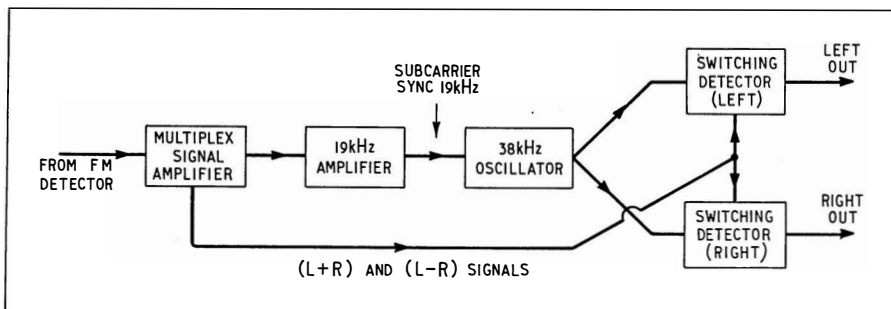 SUBCARRIER
SYNC 19kHz
SWITCHING
DETECTOR
(LEFT)
LEFT
OUT
FROM FM
DETECTOR
MULTIPLEX
SIGNAL
AMPLIFIER
19kHz
AMPLIFIER
38kHz
OSCILLATOR
SWITCHING
DETECTOR
(RIGHT)
RIGHT
OUT
(L+R) AND (L-R) SIGNALS